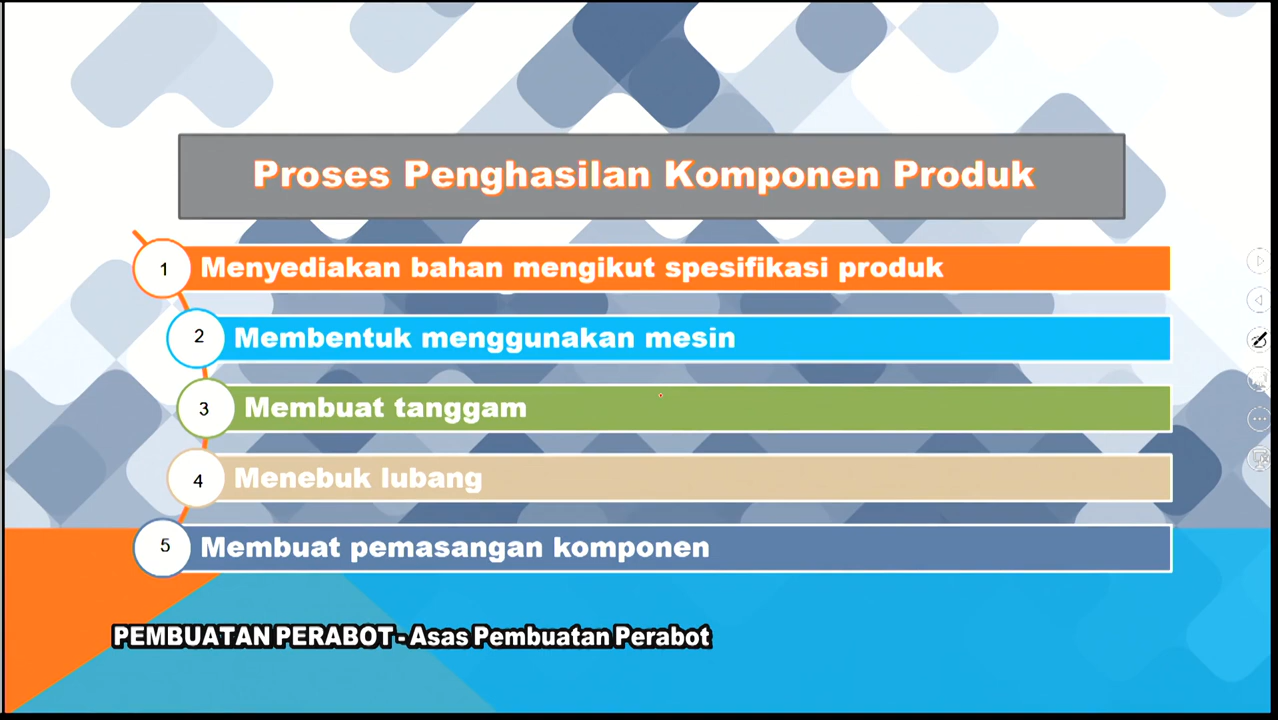 Proses Penghasilan Komponen Produk
1 Menyediakan bahan mengikut spesifikasi produk
2 Membentuk menggunakan mesin
3 Membuat tanggam
4 Menebuk lubang
5 Membuat pemasangan komponen
PEMBUATAN PERABOT - Asas Pembuatan Perabot